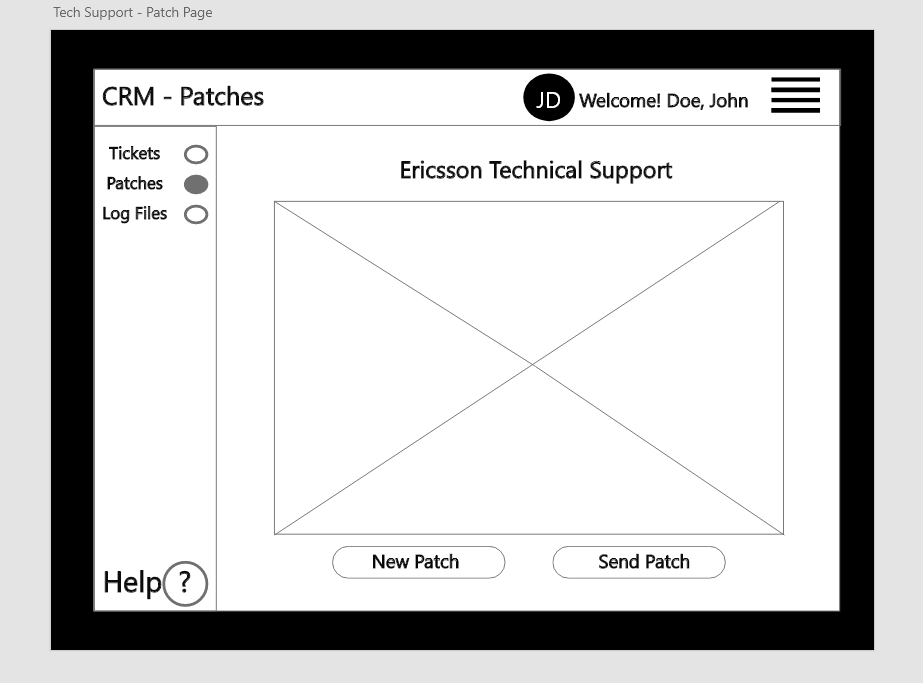 Tech Support - Patch Page
CRM - Patches
JD
Welcome! Doe, John
Tickets
Patches
Log Files
Ericsson Technical Support
New Patch
Send Patch
Help ?